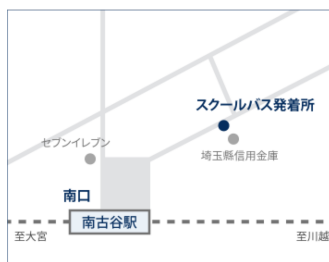 スクールバス発着所
セブンイレブン
埼玉縣信用金庫
南口
南古谷駅
至大宮
至川越